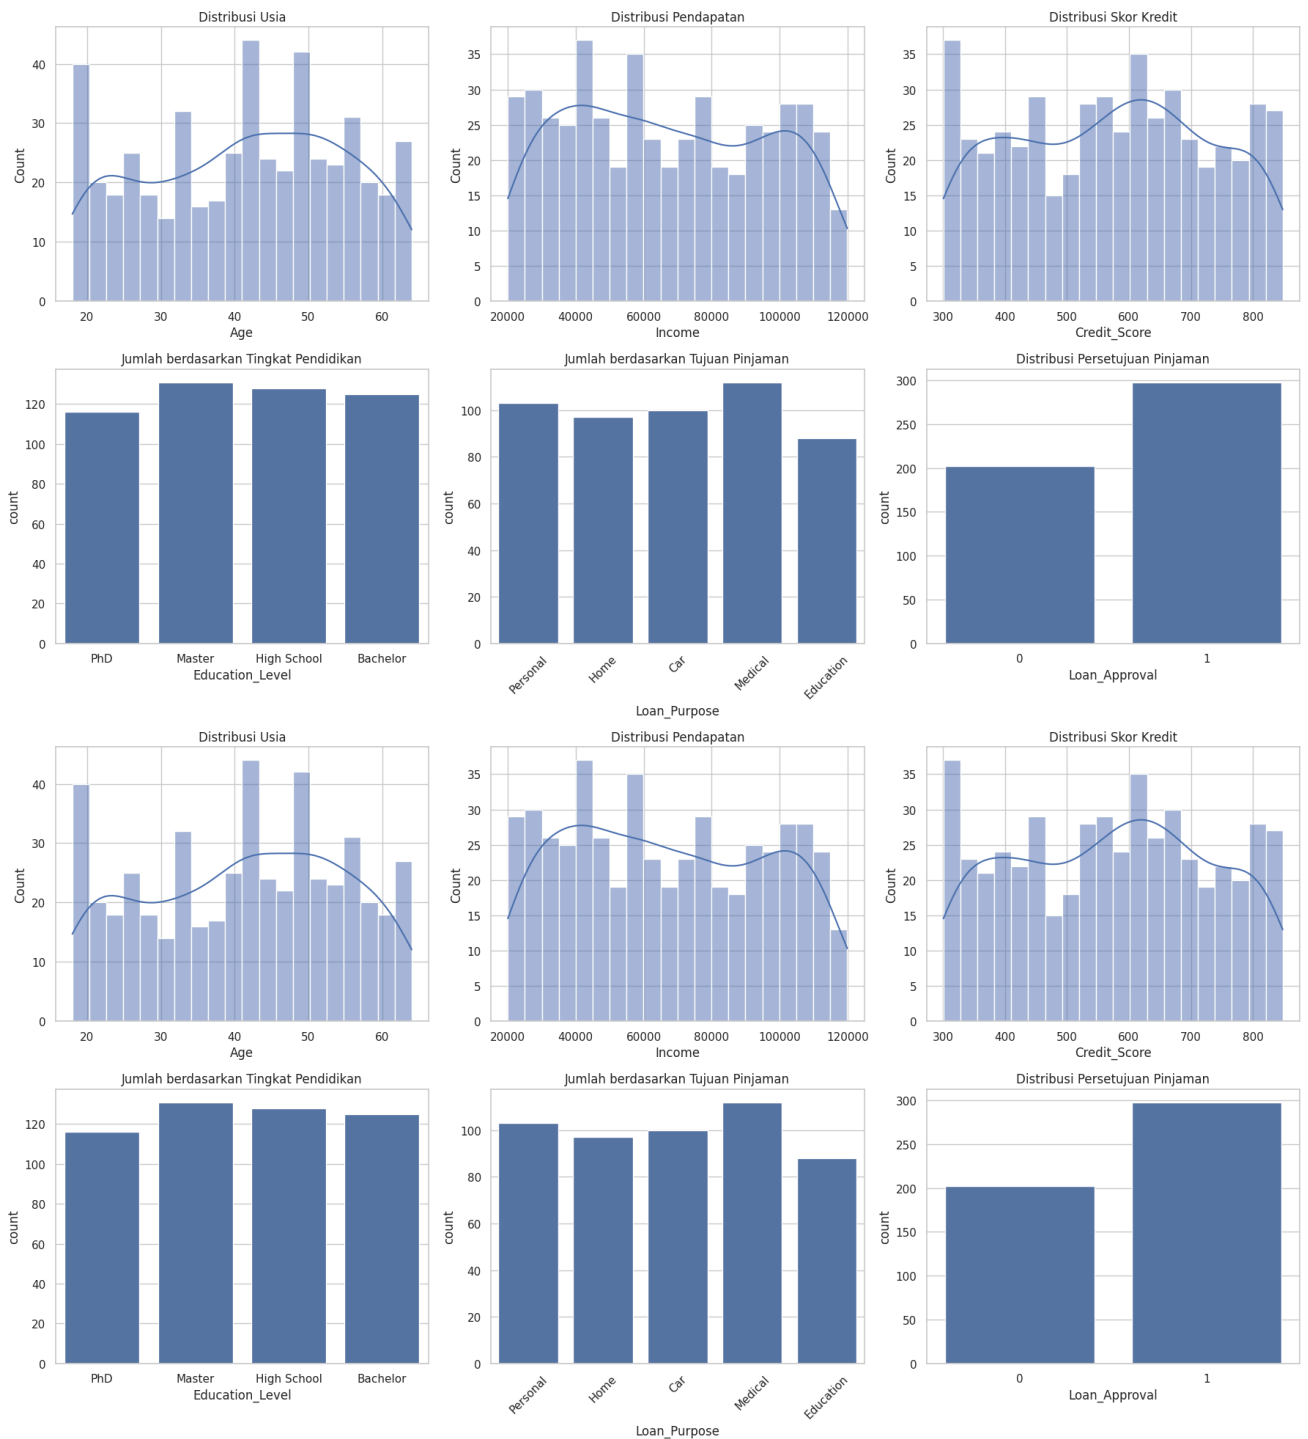 Distribusi Usia
Count
40
30
20
10
0
20 30 40 50 60
Age
Distribusi Pendapatan
Count
35
30
25
20
15
10
5
0
20000 40000 60000 80000 100000 120000
Income
Distribusi Skor Kredit
Count
35
30
25
20
15
10
5
0
300 400 500 600 700 800
Credit_Score
Jumlah berdasarkan Tingkat Pendidikan
count
120
100
80
60
40
20
0
PhD Master High School Bachelor
Education_Level
Jumlah berdasarkan Tujuan Pinjaman
count
100
80
60
40
20
0
Personal Home Car Medical Education
Loan_Purpose
Distribusi Persetujuan Pinjaman
count
300
250
200
150
100
50
0
0 1
Loan_Approval
Distribusi Usia
Count
40
30
20
10
0
20 30 40 50 60
Age
Distribusi Pendapatan
Count
35
30
25
20
15
10
5
0
20000 40000 60000 80000 100000 120000
Income
Distribusi Skor Kredit
Count
35
30
25
20
15
10
5
0
300 400 500 600 700 800
Credit_Score
Jumlah berdasarkan Tingkat Pendidikan
count
120
100
80
60
40
20
0
PhD Master High School Bachelor
Education_Level
Jumlah berdasarkan Tujuan Pinjaman
count
100
80
60
40
20
0
Personal Home Car Medical Education
Loan_Purpose
Distribusi Persetujuan Pinjaman
count
300
250
200
150
100
50
0
0 1
Loan_Approval